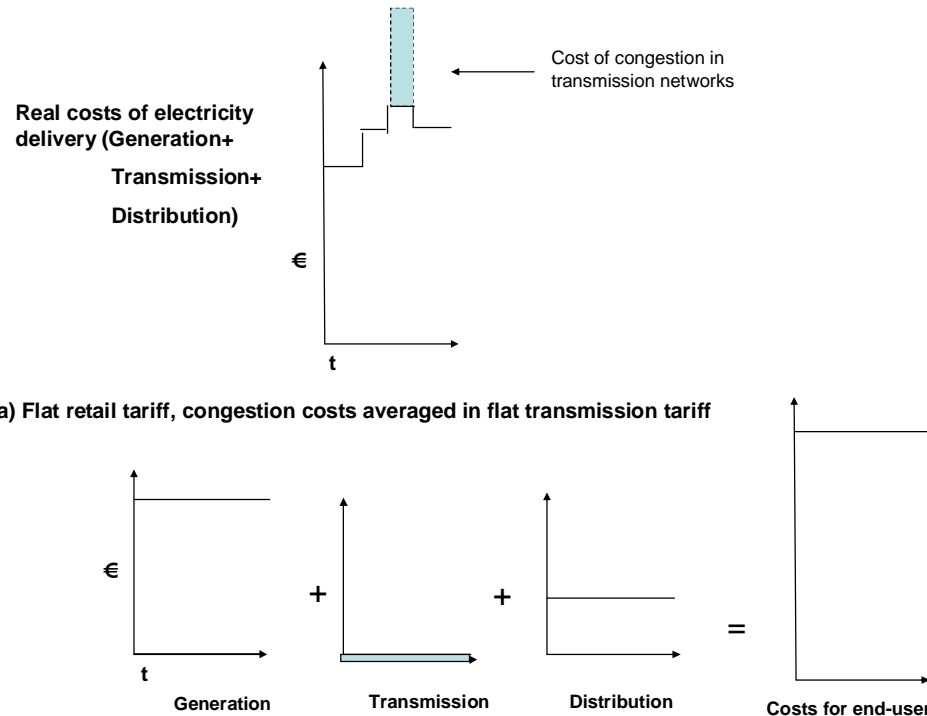 Cost of congestion in
transmission networks
Real costs of electricity
delivery (Generation+
Transmission+
Distribution)
€
t
a) Flat retail tariff, congestion costs averaged in flat transmission tariff
€
+
+
=
t
Generation
Transmission
Distribution
Costs for end-user